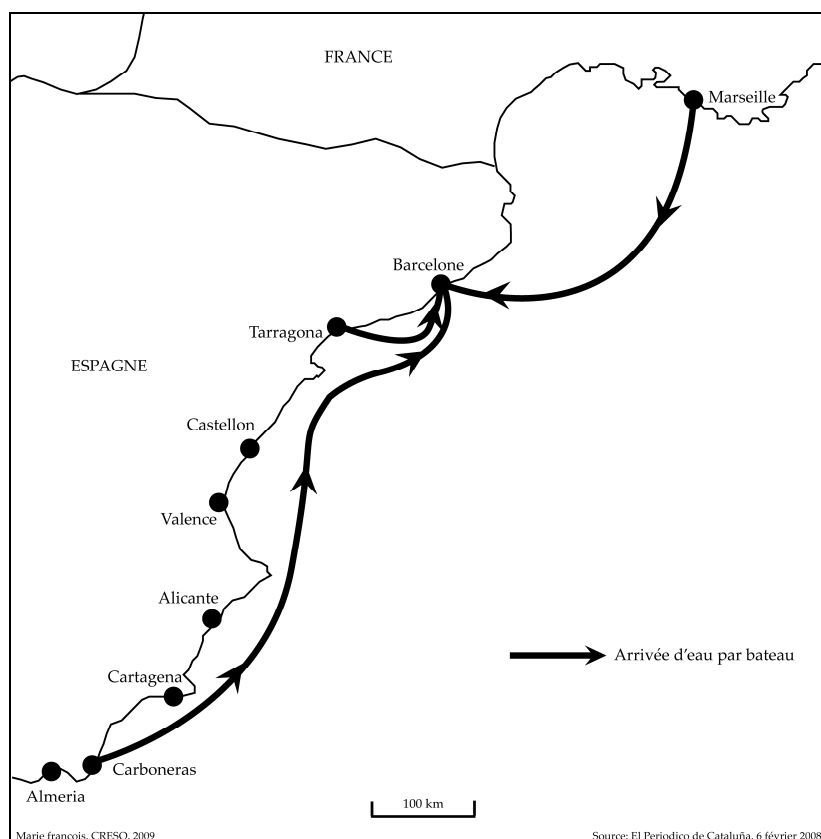 FRANCE
Marseille
Barcelone
Tarragona
ESPAGNE
Castellon
Valence
Alicante
Arrivée d'eau par bateau
Cartagena
Carboneras
Almeria
100 km
Marie françois, CRESO, 2009
Source: El Periodico de Cataluña, 6 février 2008